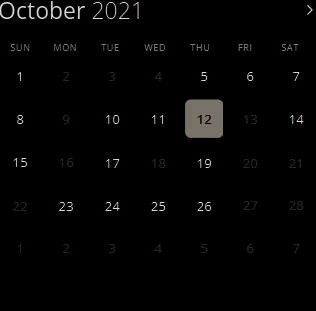 October 2021 >
SUN MON TUE WED THU FRI SAT
1 2 3 4 5 6 7
8 9 10 11 12 13 14
15 16 17 18 19 20 21
22 23 24 25 26 27 28
1 2 3 4 5 6 7